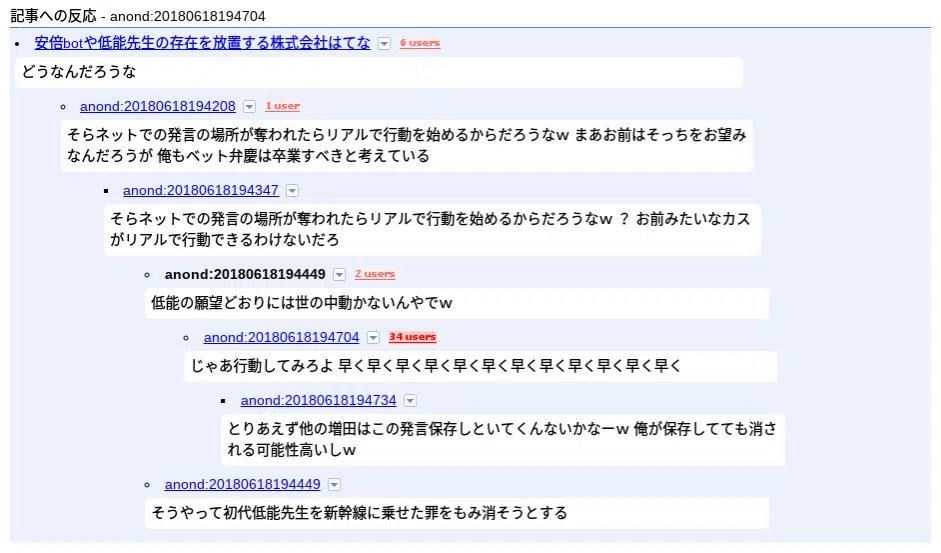 記事への反応 - anond:20180618194704
安倍botや低能先生の存在を放置する株式会社はてな 6 users
どうなんだろうな
anond:20180618194208 1 user
そらネットでの発言の場所が奪われたらリアルで行動を始めるからだろうなｗ まあお前はそっちをお望み
なんだろうが 俺もベット弁慶は卒業すべきと考えている
anond:20180618194347
そらネットでの発言の場所が奪われたらリアルで行動を始めるからだろうなｗ ？ お前みたいなカス
がリアルで行動できるわけないだろ
anond:20180618194449 2 users
低能の願望どおりには世の中動かないんやでｗ
anond:20180618194704 34 users
じゃあ行動してみろよ 早く早く早く早く早く早く早く早く早く早く早く早く
anond:20180618194734
とりあえず他の増田はこの発言保存しといてくんないかなーｗ 俺が保存してても消さ
れる可能性高いしｗ
anond:20180618194449
そうやって初代低能先生を新幹線に乗せた罪をもみ消そうとする